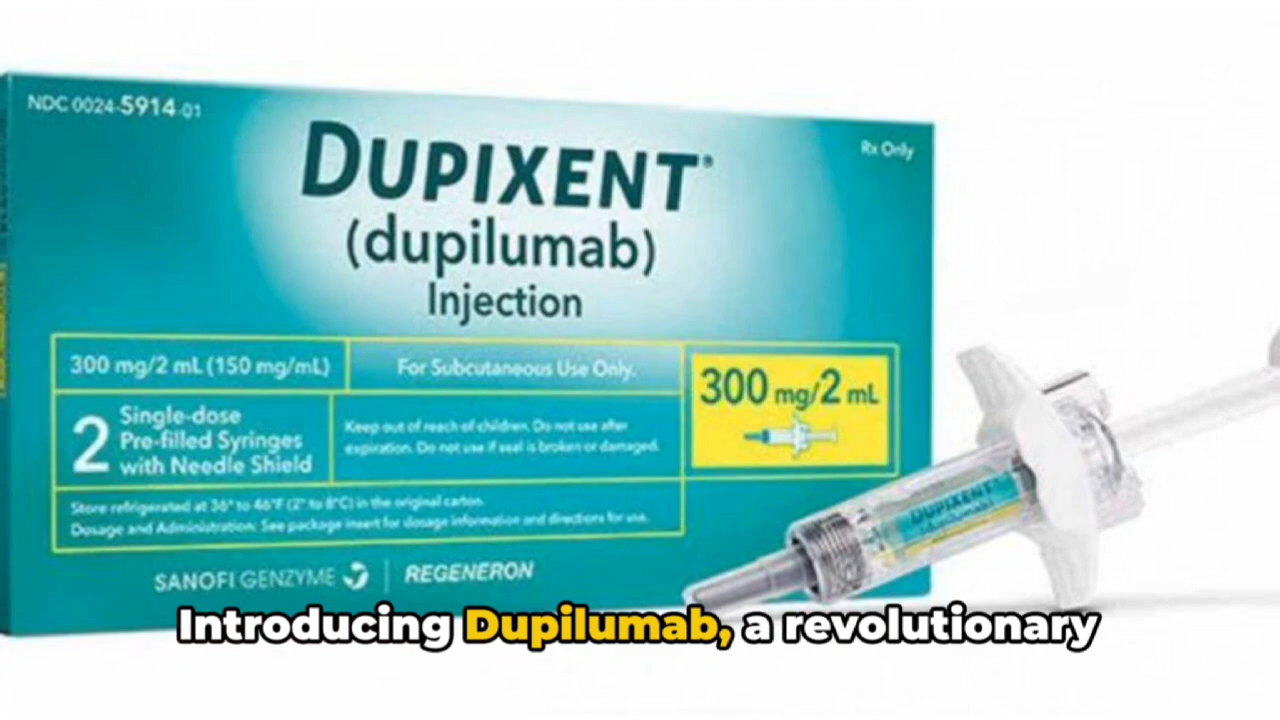 NDC 0024-5914-01
Rx Only
DUPIXENT®
(dupilumab)
Injection
300 mg/2 mL (150 mg/mL)
For Subcutaneous Use Only.
300 mg/2 mL
2 Single-dose
Pre-filled Syringes
with Needle Shield
Keep out of reach of children. Do not use after
expiration. Do not use if seal is broken or damaged.
Store refrigerated at 36° to 46°F (2° to 8°C) in the original carton.
Dosage and Administration: See package insert for dosage information and directions for use.
SANOFI GENZYME
REGENERON
DUPIXENT
Introducing Dupilumab, a revolutionary